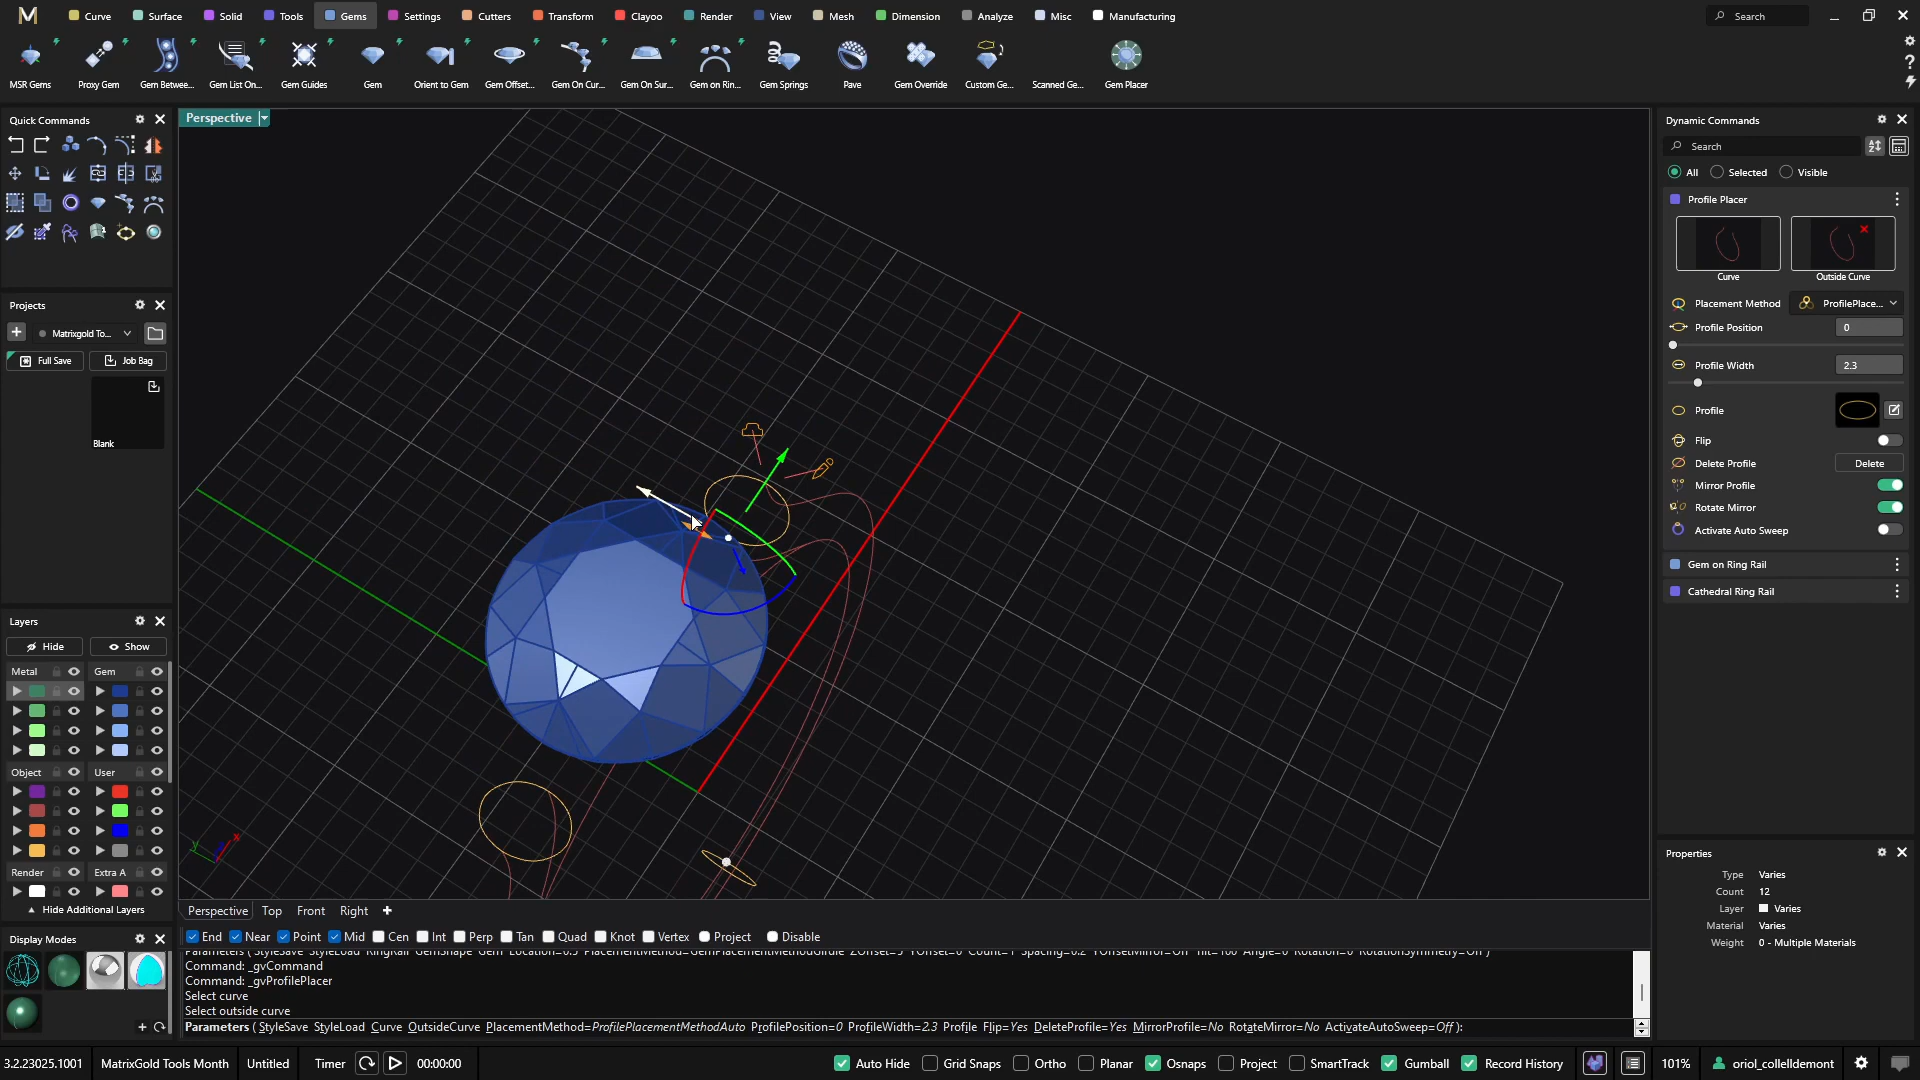 Curve Surface Solid Tools Gems Settings Cutters Transform Clayoo Render View Mesh Dimension Analyze Misc Manufacturing Search
MSR Gems Proxy Gem Gem Betwee... Gem List On... Gem Guides Gem Orient to Gem Gem Offset... Gem On Cur... Gem On Sur... Gem on Rin... Gem Springs Pave Gem Override Custom Ge... Scanned Ge... Gem Placer
Quick Commands
Projects
Matrixgold To...
Full Save Job Bag
Blank
Layers
Hide Show
Metal Gem
Object User
Render Extra A
Hide Additional Layers
Display Modes
Perspective
y x
Perspective Top Front Right
End Near Point Mid Cen Int Perp Tan Quad Knot Vertex Project Disable
Command: _gvCommand
Command: _gvProfilePlacer
Select curve
Select outside curve
Parameters ( StyleSave StyleLoad Curve OutsideCurve PlacementMethod=ProfilePlacementMethodAuto ProfilePosition=0 ProfileWidth=2.3 Profile Flip=Yes DeleteProfile=Yes MirrorProfile=No RotateMirror=No ActivateAutoSweep=Off ):
Dynamic Commands
Search
All Selected Visible
Profile Placer
Curve Outside Curve
Placement Method ProfilePlace...
Profile Position 0
Profile Width 2.3
Profile
Flip
Delete Profile Delete
Mirror Profile
Rotate Mirror
Activate Auto Sweep
Gem on Ring Rail
Cathedral Ring Rail
Properties
Type Varies
Count 12
Layer Varies
Material Varies
Weight 0 - Multiple Materials
3.2.23025.1001 MatrixGold Tools Month Untitled Timer 00:00:00 Auto Hide Grid Snaps Ortho Planar Osnaps Project SmartTrack Gumball Record History 101% oriol_collelldemont